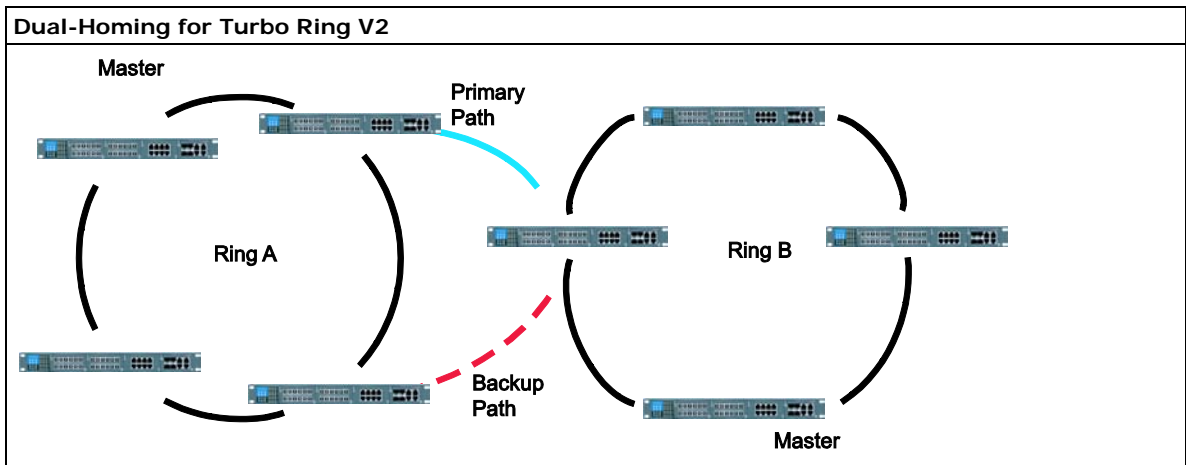 Dual-Homing for Turbo Ring V2
Master
Primary
Path
Ring A
Ring B
Backup
Path
Master